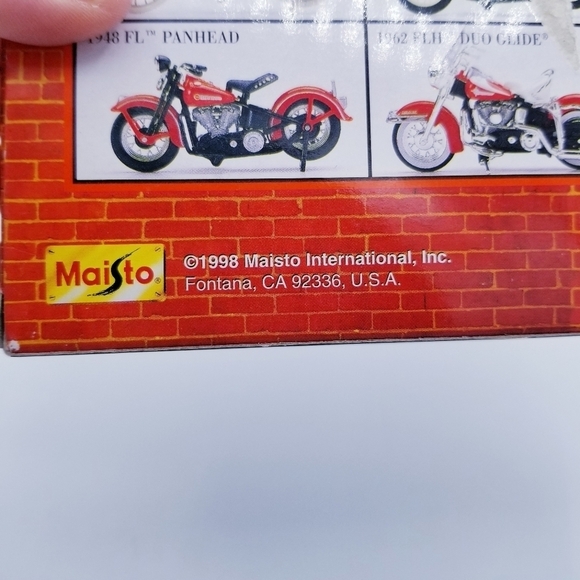 1948 FL™ PANHEAD
1962 FLH DUO GLIDE®
Maisto®
©1998 Maisto International, Inc.
Fontana, CA 92336, U.S.A.